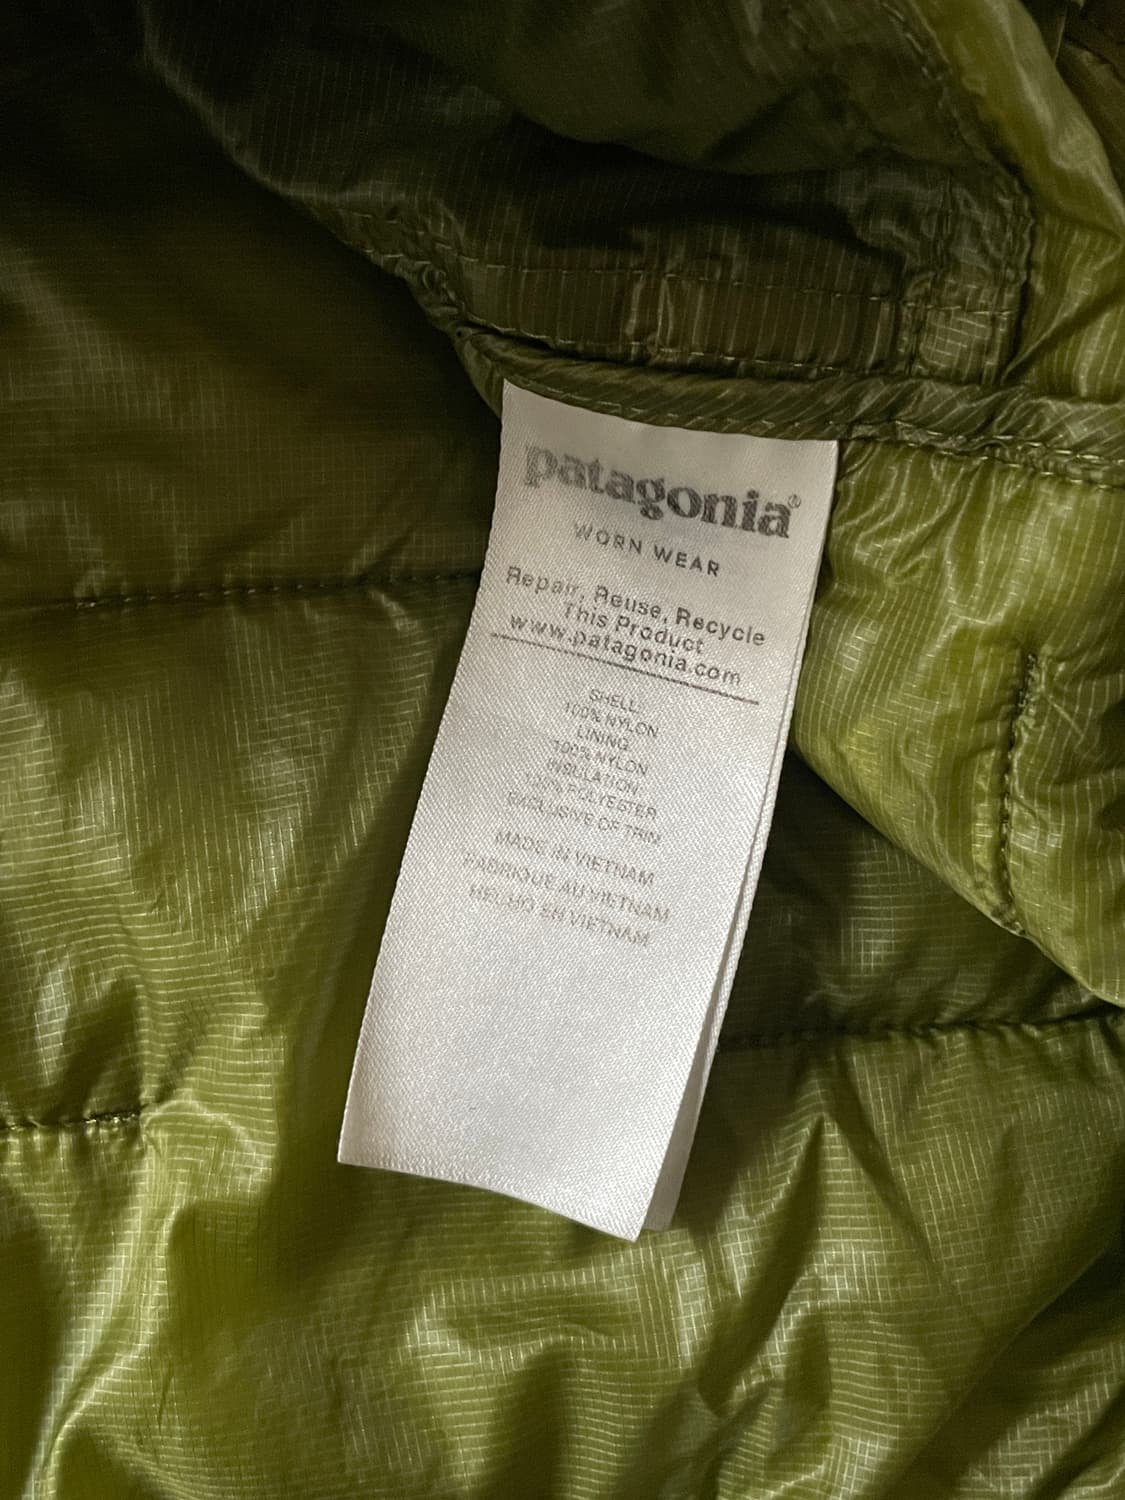 patagonia®
WORN WEAR
Repair, Reuse, Recycle
This Product
www.patagonia.com
SHELL:
100% NYLON
LINING:
100% NYLON
INSULATION:
100% POLYESTER
EXCLUSIVE OF TRIM
MADE IN VIETNAM
FABRIQUE AU VIETNAM
HECHO EN VIETNAM